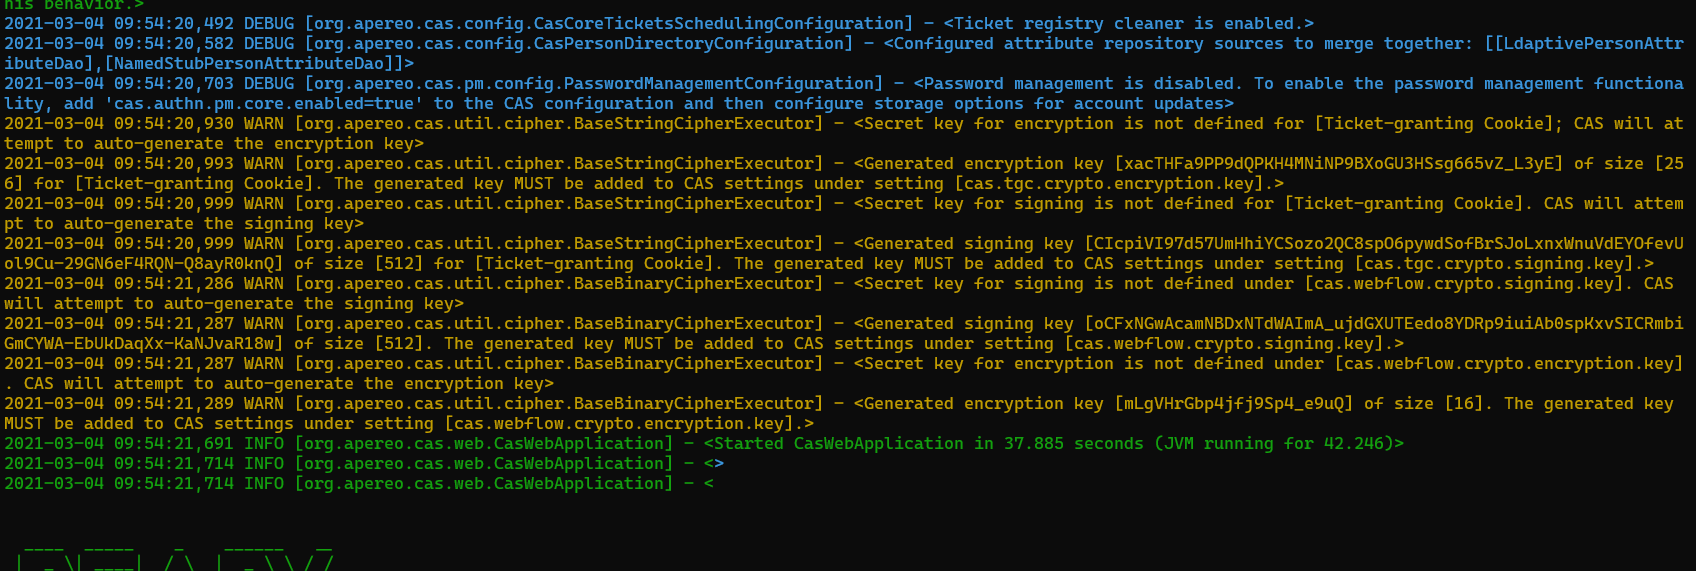 his behavior.>
2021-03-04 09:54:20,492 DEBUG [org.apereo.cas.config.CasCoreTicketsSchedulingConfiguration] - <Ticket registry cleaner is enabled.>
2021-03-04 09:54:20,582 DEBUG [org.apereo.cas.config.CasPersonDirectoryConfiguration] - <Configured attribute repository sources to merge together: [[LdaptivePersonAttr
ibuteDao],[NamedStubPersonAttributeDao]]>
2021-03-04 09:54:20,703 DEBUG [org.apereo.cas.pm.config.PasswordManagementConfiguration] - <Password management is disabled. To enable the password management functiona
lity, add 'cas.authn.pm.core.enabled=true' to the CAS configuration and then configure storage options for account updates>
2021-03-04 09:54:20,930 WARN [org.apereo.cas.util.cipher.BaseStringCipherExecutor] - <Secret key for encryption is not defined for [Ticket-granting Cookie]; CAS will at
tempt to auto-generate the encryption key>
2021-03-04 09:54:20,993 WARN [org.apereo.cas.util.cipher.BaseStringCipherExecutor] - <Generated encryption key [xacTHFa9PP9dQPKH4MNiNP9BXoGU3HSsg665vZ_L3yE] of size [25
6] for [Ticket-granting Cookie]. The generated key MUST be added to CAS settings under setting [cas.tgc.crypto.encryption.key].>
2021-03-04 09:54:20,999 WARN [org.apereo.cas.util.cipher.BaseStringCipherExecutor] - <Secret key for signing is not defined for [Ticket-granting Cookie]. CAS will attem
pt to auto-generate the signing key>
2021-03-04 09:54:20,999 WARN [org.apereo.cas.util.cipher.BaseStringCipherExecutor] - <Generated signing key [CIcpiVI97d57UmHhiYCSozo2QC8spO6pywdSofBrSJoLxnxWnuVdEYOfevU
ol9Cu-29GN6eF4RQN-Q8ayR0knQ] of size [512] for [Ticket-granting Cookie]. The generated key MUST be added to CAS settings under setting [cas.tgc.crypto.signing.key].>
2021-03-04 09:54:21,286 WARN [org.apereo.cas.util.cipher.BaseBinaryCipherExecutor] - <Secret key for signing is not defined under [cas.webflow.crypto.signing.key]. CAS
will attempt to auto-generate the signing key>
2021-03-04 09:54:21,287 WARN [org.apereo.cas.util.cipher.BaseBinaryCipherExecutor] - <Generated signing key [oCFxNGwAcamNBDxNTdWAImA_ujdGXUTEedo8YDRp9iuiAb0spKxvSICRmbi
GmCYWA-EbUkDaqXx-KaNJvaR18w] of size [512]. The generated key MUST be added to CAS settings under setting [cas.webflow.crypto.signing.key].>
2021-03-04 09:54:21,287 WARN [org.apereo.cas.util.cipher.BaseBinaryCipherExecutor] - <Secret key for encryption is not defined under [cas.webflow.crypto.encryption.key]
. CAS will attempt to auto-generate the encryption key>
2021-03-04 09:54:21,289 WARN [org.apereo.cas.util.cipher.BaseBinaryCipherExecutor] - <Generated encryption key [mLgVHrGbp4jfj9Sp4_e9uQ] of size [16]. The generated key
MUST be added to CAS settings under setting [cas.webflow.crypto.encryption.key].>
2021-03-04 09:54:21,691 INFO [org.apereo.cas.web.CasWebApplication] - <Started CasWebApplication in 37.885 seconds (JVM running for 42.246)>
2021-03-04 09:54:21,714 INFO [org.apereo.cas.web.CasWebApplication] - <>
2021-03-04 09:54:21,714 INFO [org.apereo.cas.web.CasWebApplication] - <